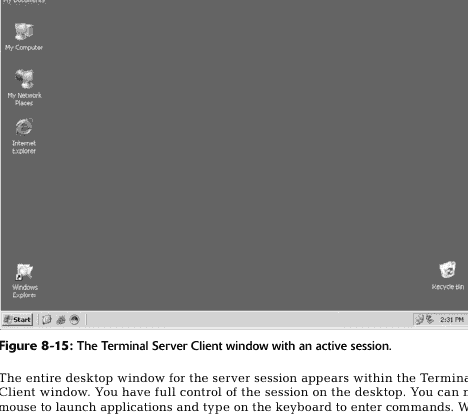 My Documents
My Computer
My Network
Places
Internet
Explorer
Windows
Explorer
Recycle Bin
Start
2:31 PM
Figure 8-15: The Terminal Server Client window with an active session.
The entire desktop window for the server session appears within the
Client window. You have full control of the session on the desktop. You can
mouse to launch applications and type on the keyboard to enter commands.